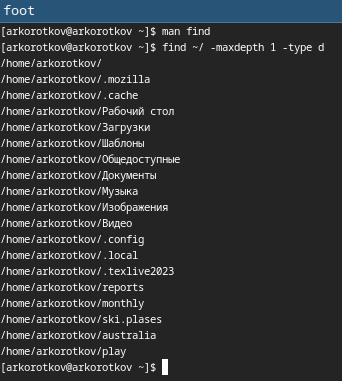 foot
[arkorotkov@arkorotkov ~]$ man find
[arkorotkov@arkorotkov ~]$ find ~/ -maxdepth 1 -type d
/home/arkorotkov/
/home/arkorotkov/.mozilla
/home/arkorotkov/.cache
/home/arkorotkov/Рабочий стол
/home/arkorotkov/Загрузки
/home/arkorotkov/Шаблоны
/home/arkorotkov/Общедоступные
/home/arkorotkov/Документы
/home/arkorotkov/Музыка
/home/arkorotkov/Изображения
/home/arkorotkov/Видео
/home/arkorotkov/.config
/home/arkorotkov/.local
/home/arkorotkov/.texlive2023
/home/arkorotkov/reports
/home/arkorotkov/monthly
/home/arkorotkov/ski.plases
/home/arkorotkov/australia
/home/arkorotkov/play
[arkorotkov@arkorotkov ~]$